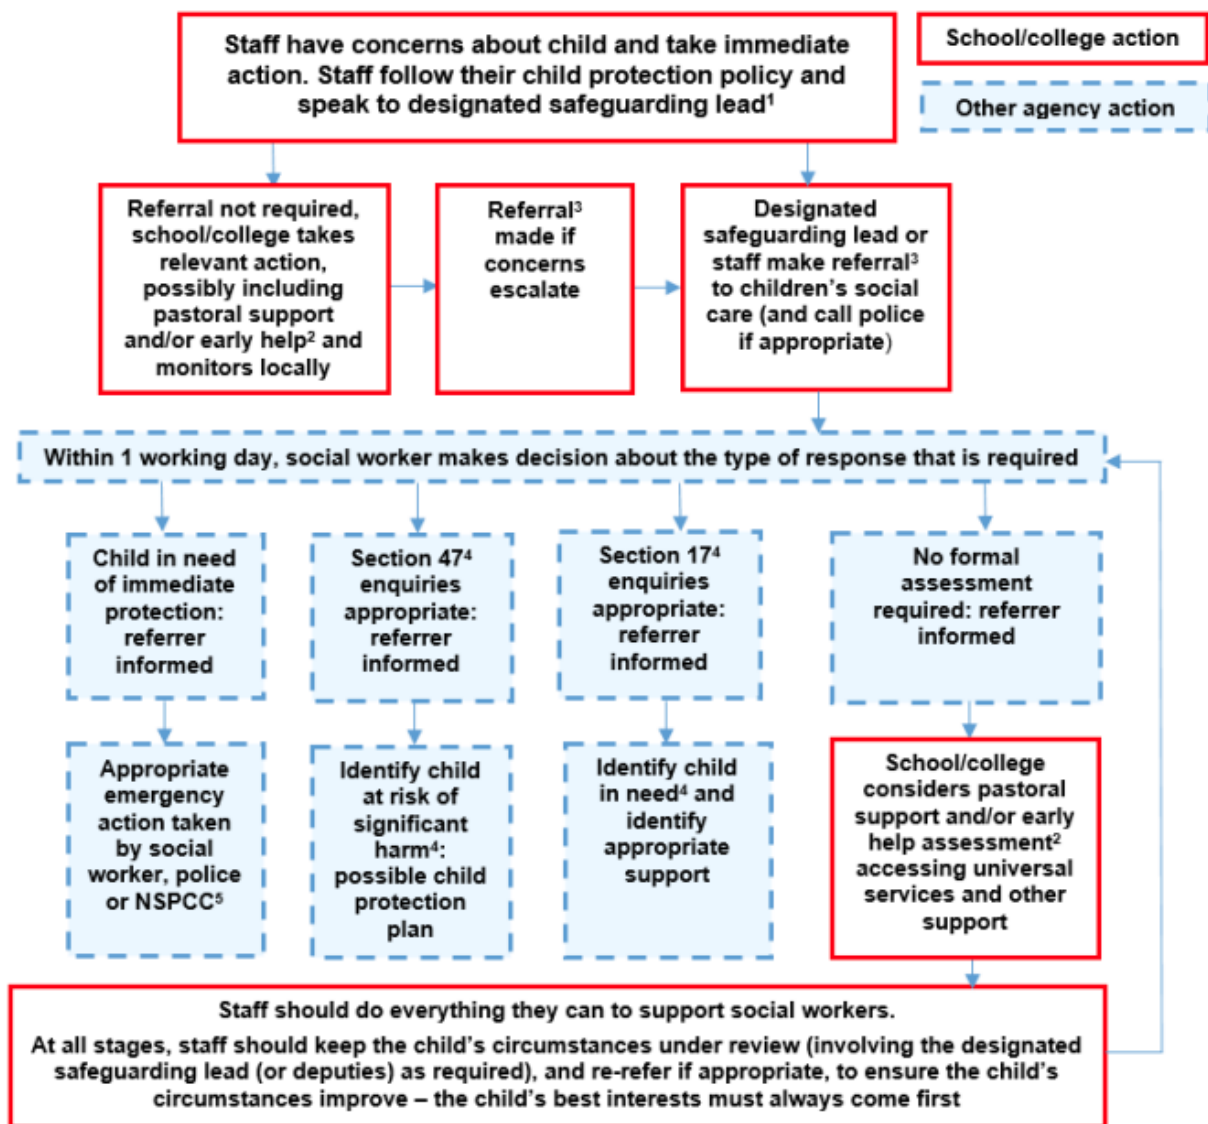 Staff have concerns about child and take immediate
action. Staff follow their child protection policy and
speak to designated safeguarding lead¹
School/college action
Other agency action
Referral not required,
school/college takes
relevant action,
possibly including
pastoral support
and/or early help² and
monitors locally
Referral³
made if
concerns
escalate
Designated
safeguarding lead or
staff make referral³
to children’s social
care (and call police
if appropriate)
Within 1 working day, social worker makes decision about the type of response that is required
Child in need
of immediate
protection:
referrer
informed
Section 47⁴
enquiries
appropriate:
referrer
informed
Section 17⁴
enquiries
appropriate:
referrer
informed
No formal
assessment
required: referrer
informed
Appropriate
emergency
action taken
by social
worker, police
or NSPCC⁵
Identify child
at risk of
significant
harm⁴:
possible child
protection
plan
Identify child
in need⁴ and
identify
appropriate
support
School/college
considers pastoral
support and/or early
help assessment²
accessing universal
services and other
support
Staff should do everything they can to support social workers.
At all stages, staff should keep the child’s circumstances under review (involving the designated
safeguarding lead (or deputies) as required), and re-refer if appropriate, to ensure the child’s
circumstances improve – the child’s best interests must always come first